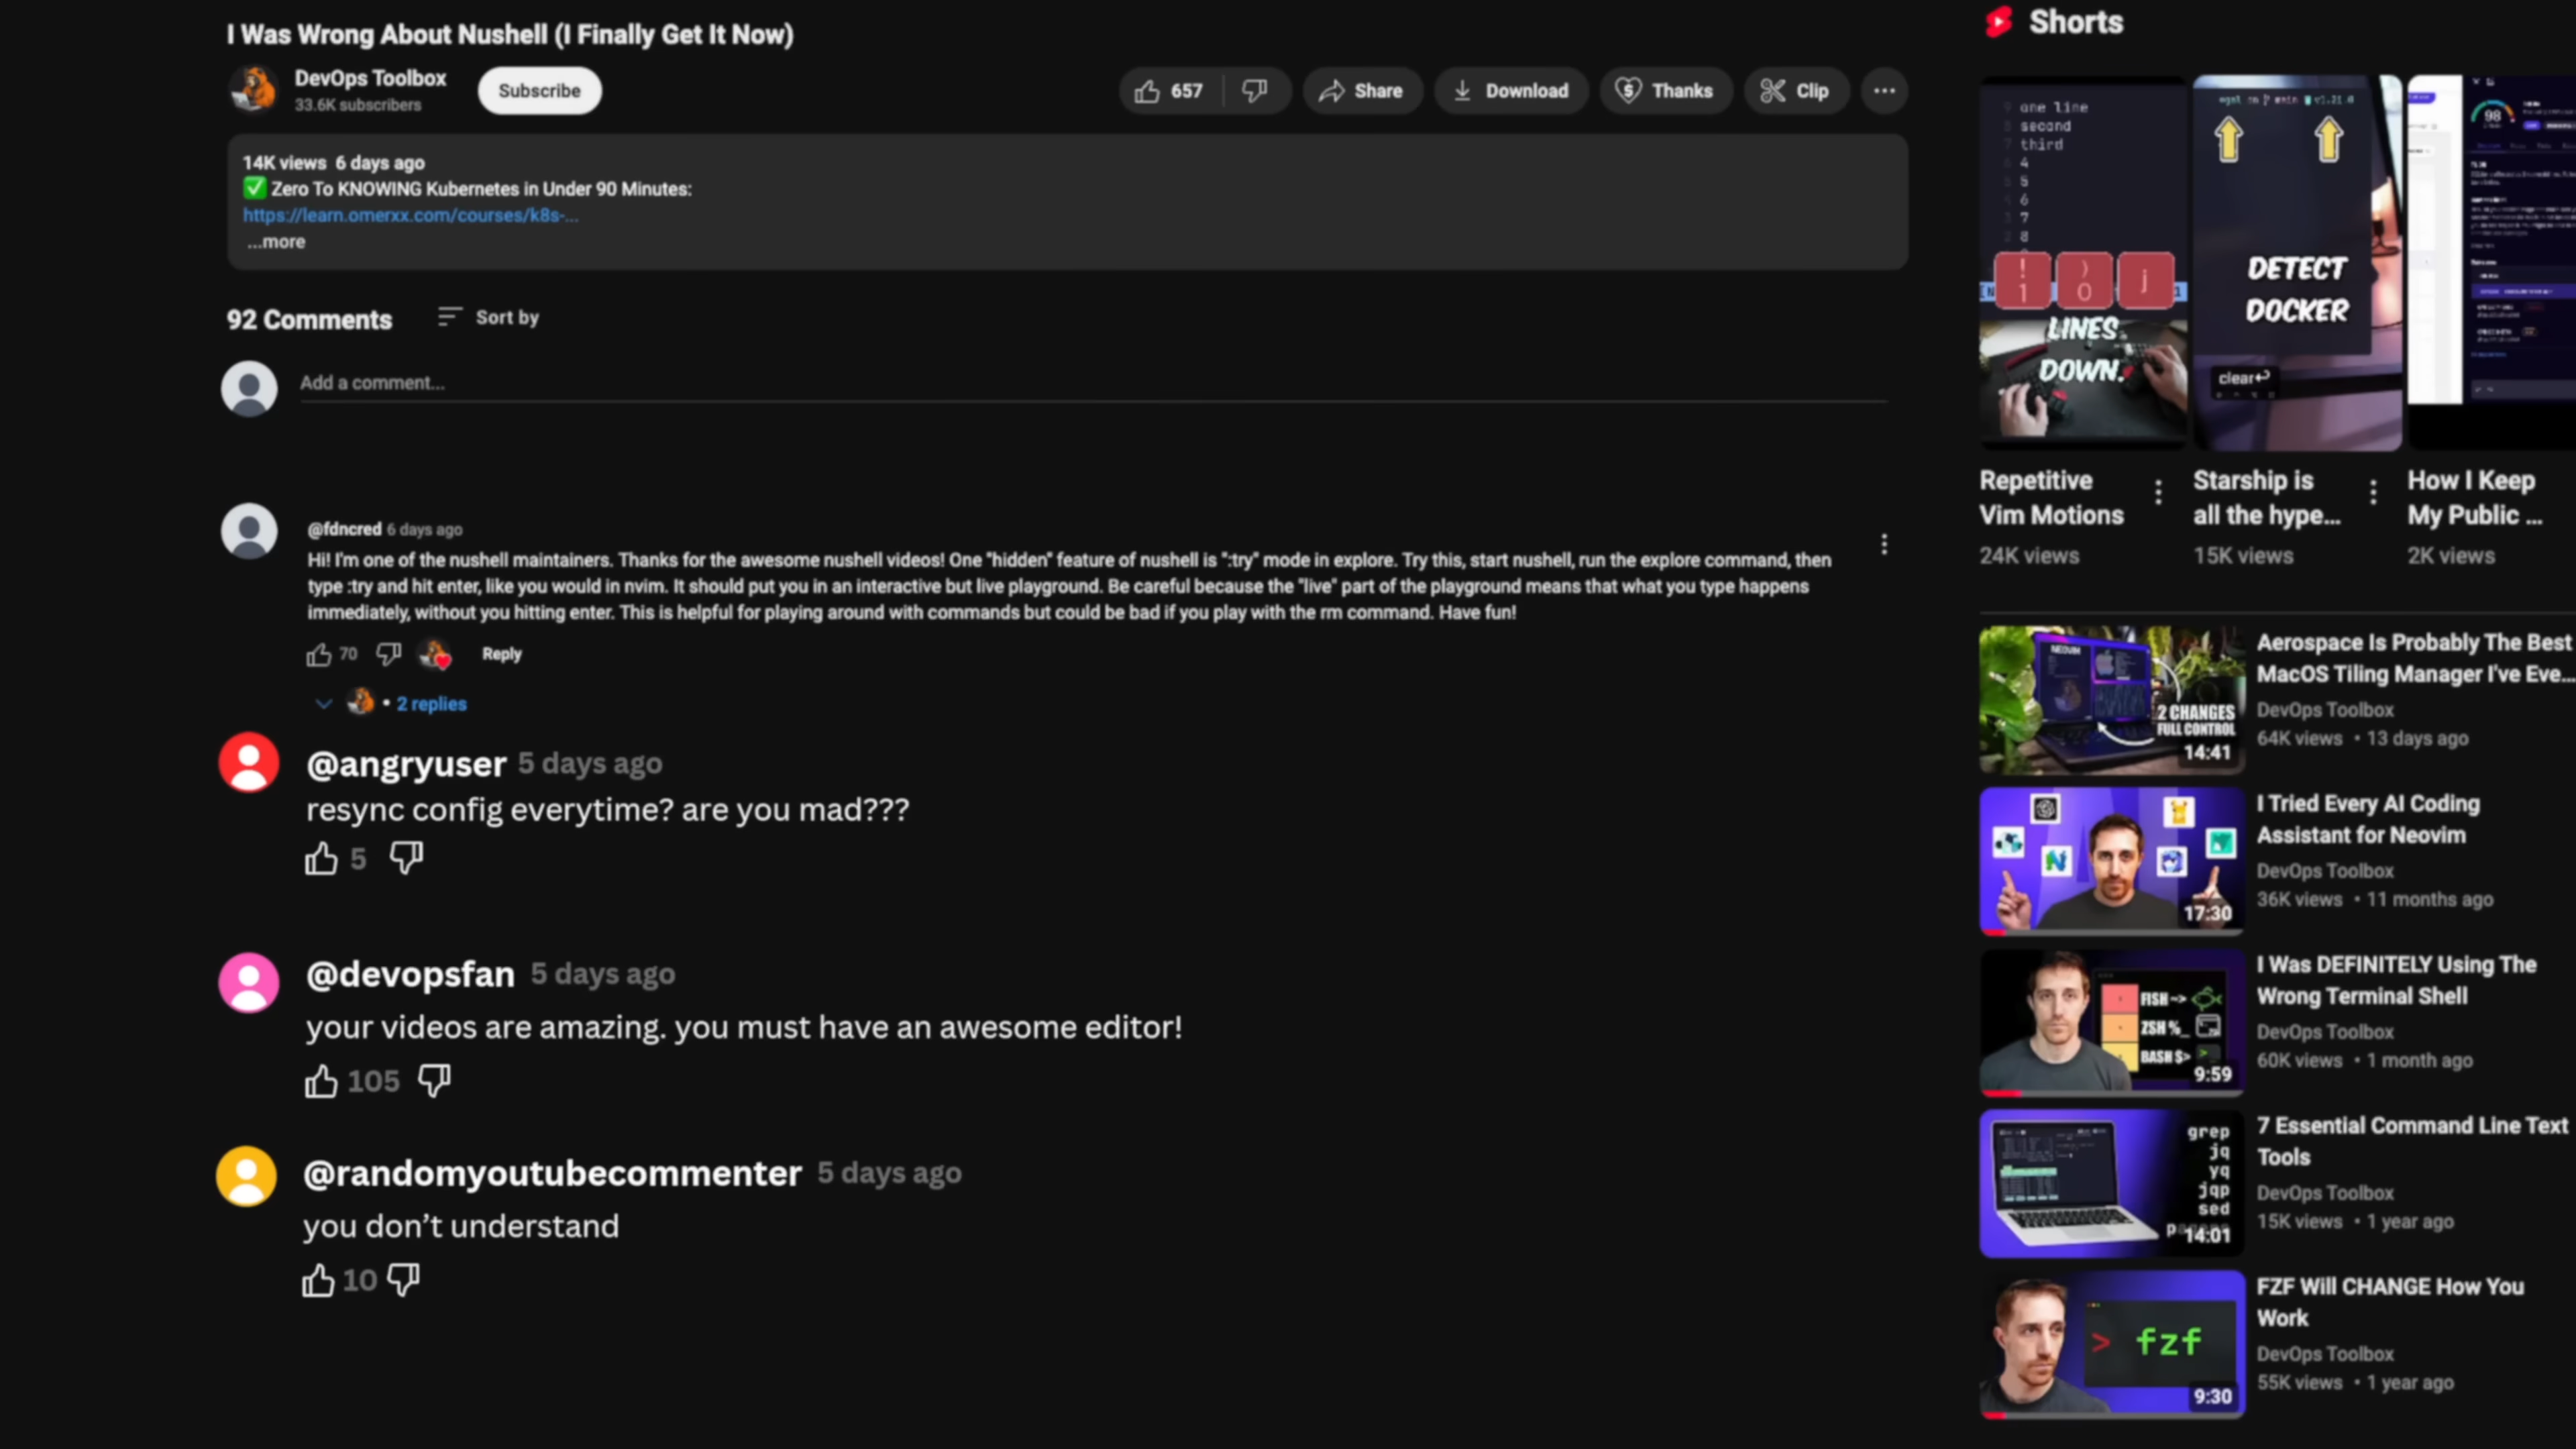 I Was Wrong About Nushell (I Finally Get It Now)
DevOps Toolbox
33.6K subscribers
Subscribe
657
Share
Download
Thanks
Clip
14K views 6 days ago
✅ Zero To KNOWING Kubernetes in Under 90 Minutes:
https://learn.omerxx.com/courses/k8s-...
...more
92 Comments
Sort by
Add a comment...
@fdncred 6 days ago
Hi! I'm one of the nushell maintainers. Thanks for the awesome nushell videos! One "hidden" feature of nushell is ":try" mode in explore. Try this, start nushell, run the explore command, then
type :try and hit enter, like you would in nvim. It should put you in an interactive but live playground. Be careful because the "live" part of the playground means that what you type happens
immediately, without you hitting enter. This is helpful for playing around with commands but could be bad if you play with the rm command. Have fun!
70
Reply
• 2 replies
@angryuser 5 days ago
resync config everytime? are you mad???
5
@devopsfan 5 days ago
your videos are amazing. you must have an awesome editor!
105
@randomyoutubecommenter 5 days ago
you don't understand
10
Shorts
one line
second
third
4
5
6
7
8
! 1
) 0
j
LINES
DOWN.
Repetitive
Vim Motions
24K views
main
v1.21.0
DETECT
DOCKER
clear↩
Starship is
all the hype...
15K views
98
How I Keep
My Public ...
2K views
NEOVIM
2 CHANGES
FULL CONTROL
14:41
Aerospace Is Probably The Best
MacOS Tiling Manager I've Eve...
DevOps Toolbox
64K views • 13 days ago
17:30
I Tried Every AI Coding
Assistant for Neovim
DevOps Toolbox
36K views • 11 months ago
FISH ~>
ZSH %_
BASH $>
9:59
I Was DEFINITELY Using The
Wrong Terminal Shell
DevOps Toolbox
60K views • 1 month ago
grep
jq
yq
jqp
sed
14:01
7 Essential Command Line Text
Tools
DevOps Toolbox
15K views • 1 year ago
> fzf
9:30
FZF Will CHANGE How You
Work
DevOps Toolbox
55K views • 1 year ago